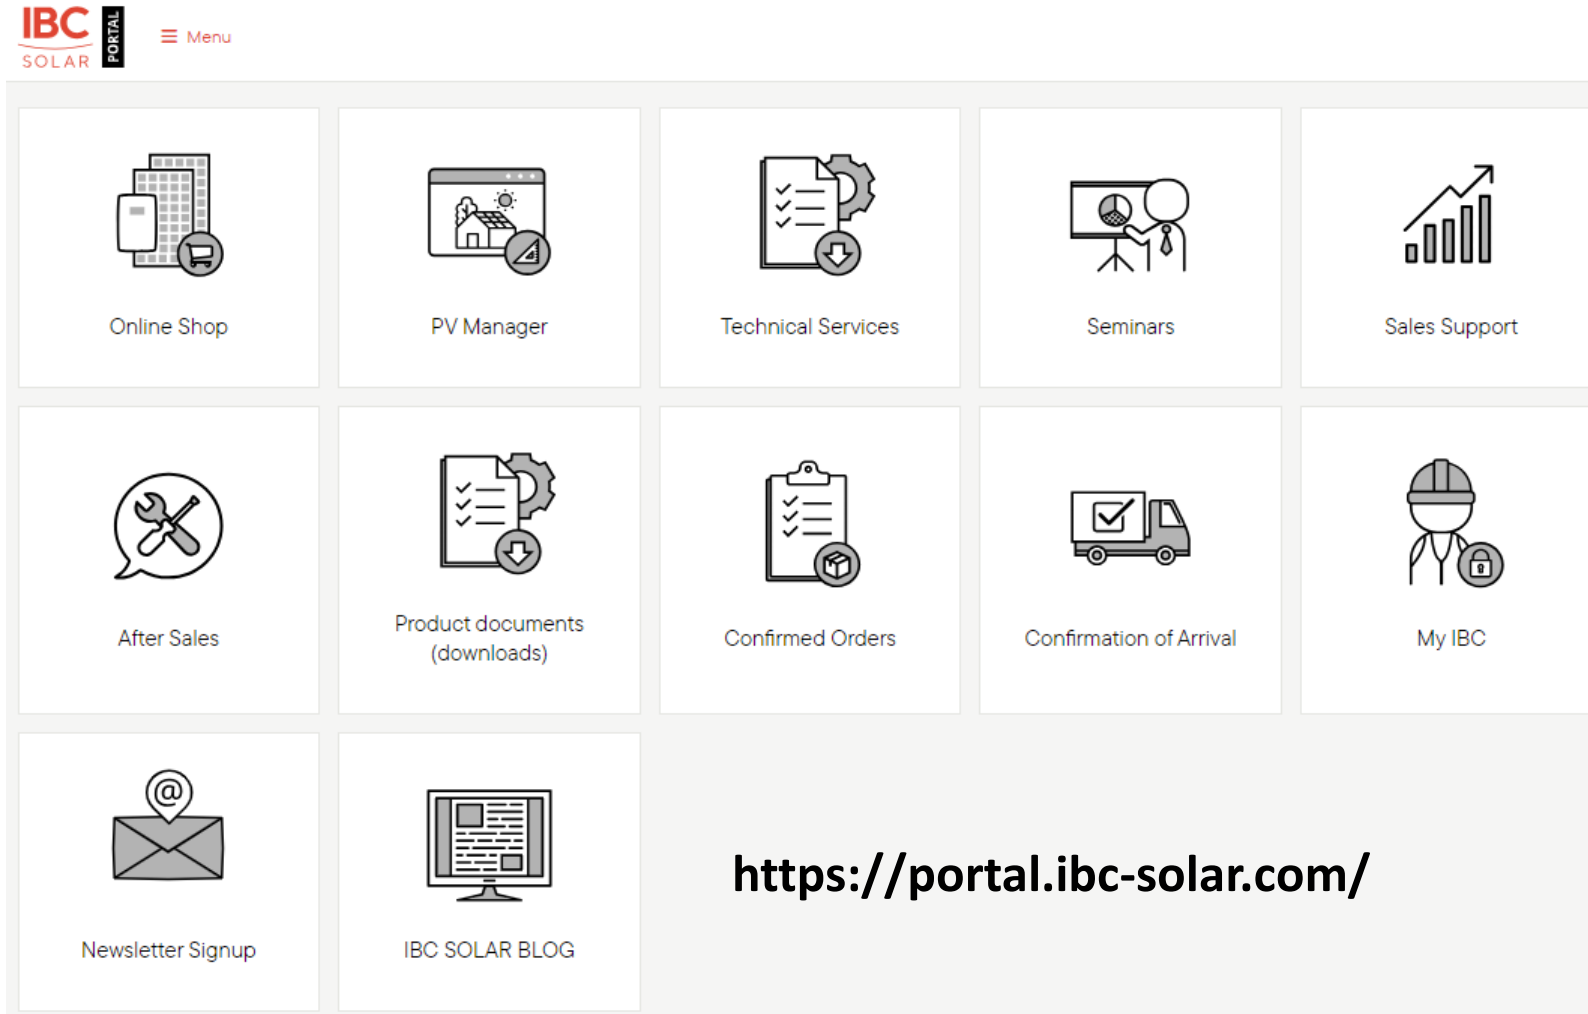 IBC
SOLAR
PORTAL
Menu
Online Shop
PV Manager
Technical Services
Seminars
Sales Support
After Sales
Product documents
(downloads)
Confirmed Orders
Confirmation of Arrival
My IBC
@
Newsletter Signup
IBC SOLAR BLOG
https://portal.ibc-solar.com/